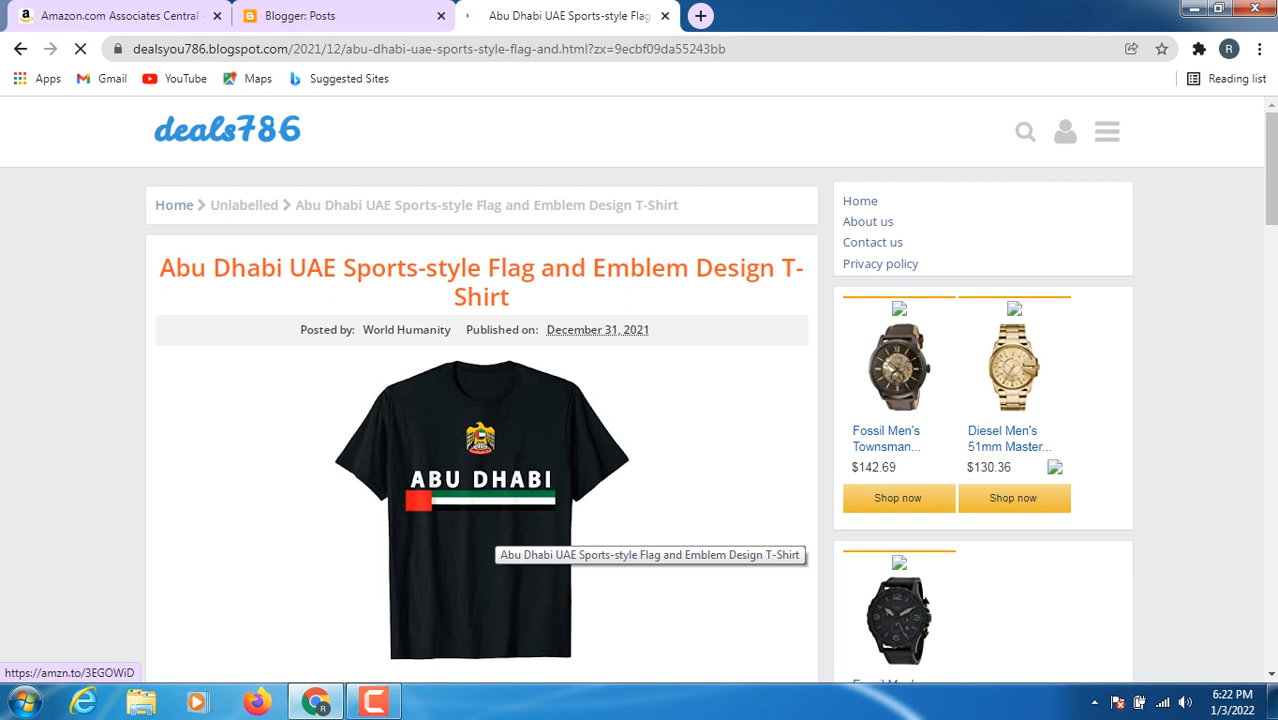 Amazon.com Associates Central -
Blogger: Posts
Abu Dhabi UAE Sports-style Flag
dealsyou786.blogspot.com/2021/12/abu-dhabi-uae-sports-style-flag-and.html?zx=9ecbf09da55243bb
R
Apps
Gmail
YouTube
Maps
Suggested Sites
Reading list
deals786
Home
Unlabelled
Abu Dhabi UAE Sports-style Flag and Emblem Design T-Shirt
Abu Dhabi UAE Sports-style Flag and Emblem Design T-
Shirt
Posted by: World Humanity Published on: December 31, 2021
ABU DHABI
Abu Dhabi UAE Sports-style Flag and Emblem Design T-Shirt
Home
About us
Contact us
Privacy policy
Fossil Men's
Townsman...
$142.69
Shop now
Diesel Men's
51mm Master...
$130.36
Shop now
https://amzn.to/3EGOWiD
6:22 PM
1/3/2022